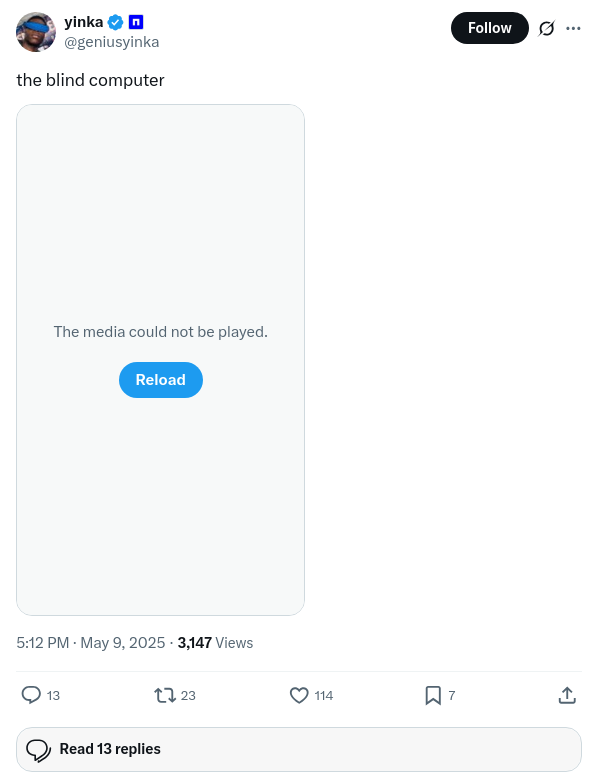 yinka
@geniusyinka
Follow
the blind computer
The media could not be played.
Reload
5:12 PM · May 9, 2025 · 3,147 Views
13
23
114
7
Read 13 replies